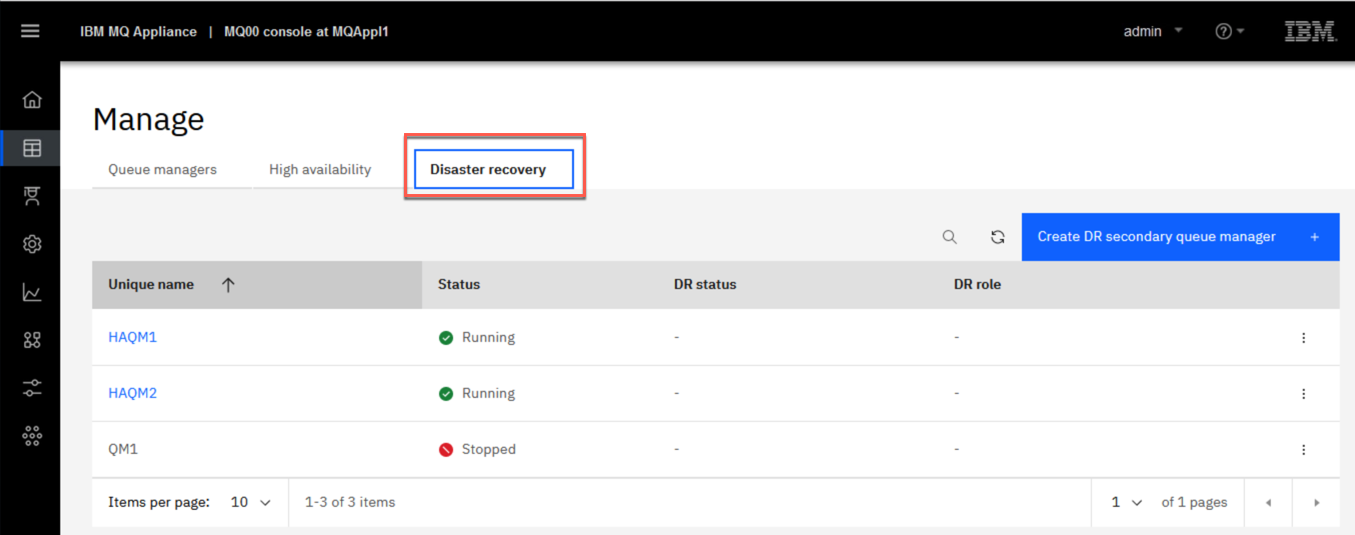 IBM MQ Appliance | MQ00 console at MQAppl1 admin ? IBM
Manage
Queue managers High availability Disaster recovery
Create DR secondary queue manager +
Unique name Status DR status DR role
HAQM1 Running - -
HAQM2 Running - -
QM1 Stopped - -
Items per page: 10 1-3 of 3 items 1 of 1 pages